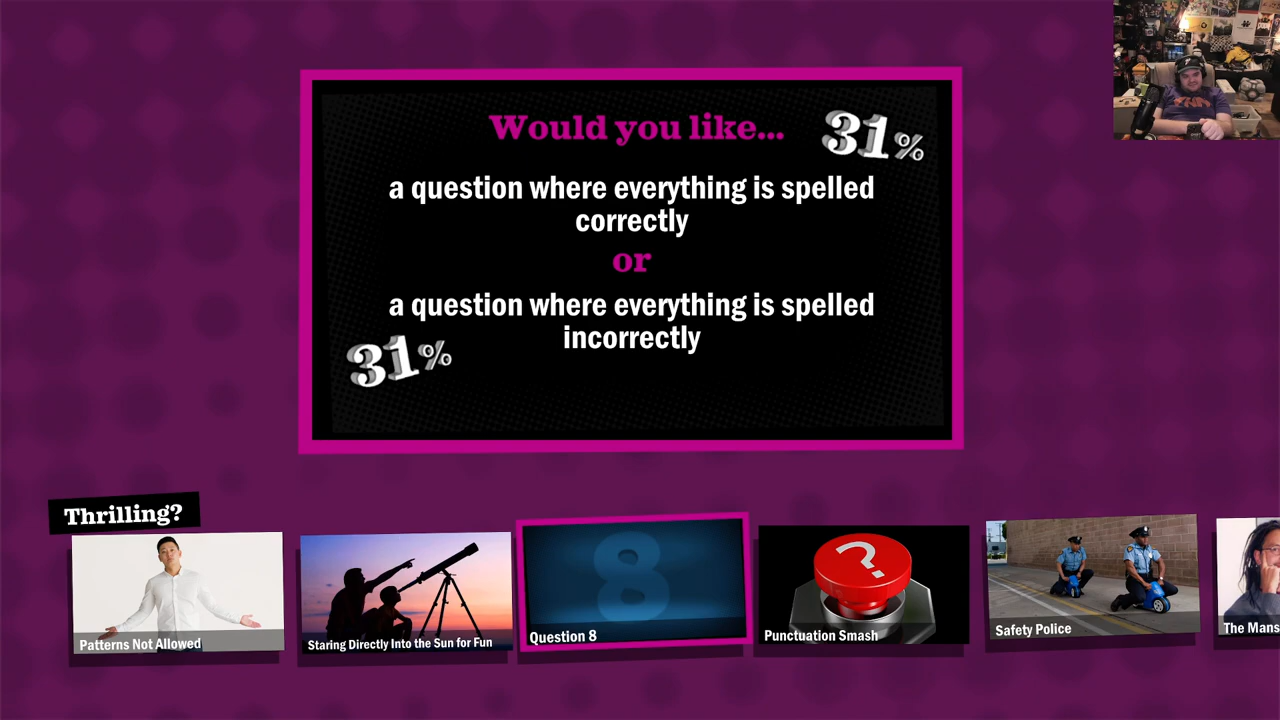 Would you like...
31%
a question where everything is spelled
correctly
or
a question where everything is spelled
incorrectly
31%
Thrilling?
Patterns Not Allowed
Staring Directly Into the Sun for Fun
8
Question 8
?
Punctuation Smash
Safety Police
The Mans